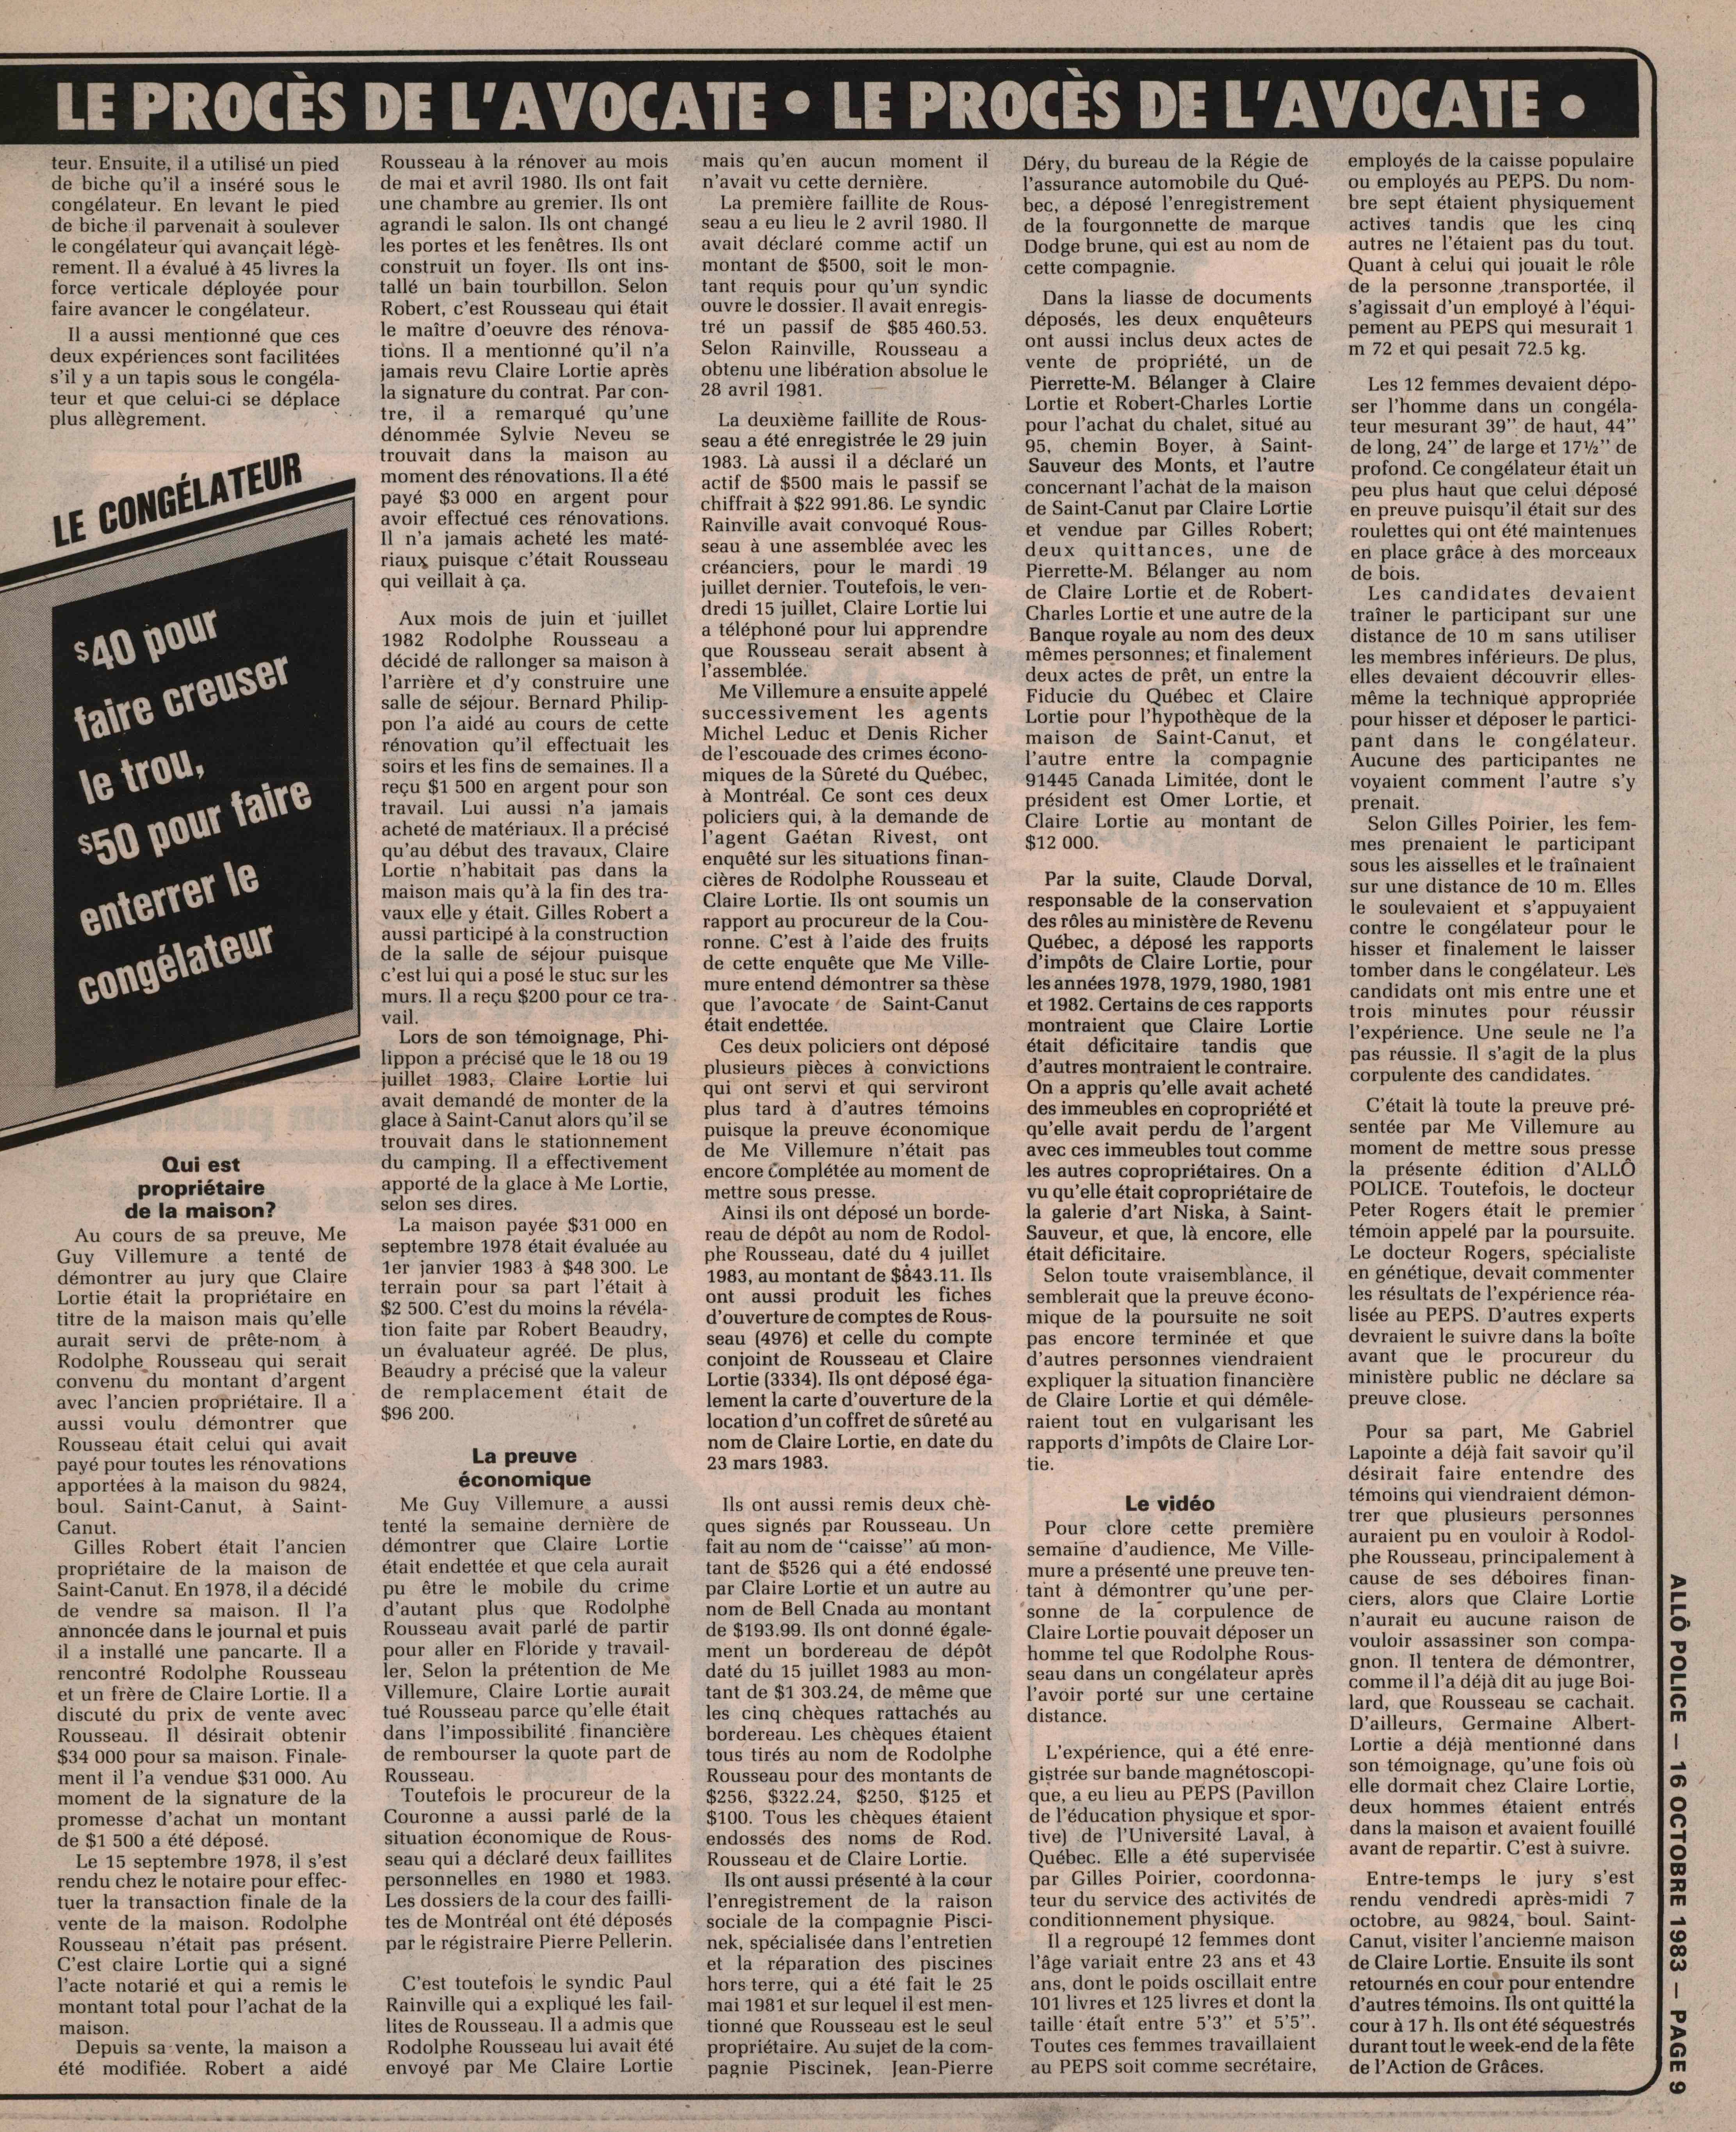 LE PROCÈS DE L'AVOCATE • LE PROCÈS DE L'AVOCATE •
teur. Ensuite, il a utilisé un pied
de biche qu'il a inséré sous le
congélateur. En levant le pied
de biche il parvenait à soulever
le congélateur qui avançait légè-
rement. Il a évalué à 45 livres la
force verticale déployée pour
faire avancer le congélateur.
Il a aussi mentionné que ces
deux expériences sont facilitées
s'il y a un tapis sous le congéla-
teur et que celui-ci se déplace
plus allègrement.
LE CONGÉLATEUR
$40 pour
faire creuser
le trou,
$50 pour faire
enterrer le
congélateur
Qui est
propriétaire
de la maison?
Au cours de sa preuve, Me
Guy Villemure a tenté de
démontrer au jury que Claire
Lortie était la propriétaire en
titre de la maison mais qu'elle
aurait servi de prête-nom à
Rodolphe Rousseau qui serait
convenu du montant d'argent
avec l'ancien propriétaire. Il a
aussi voulu démontrer que
Rousseau était celui qui avait
payé pour toutes les rénovations
apportées à la maison du 9824,
boul. Saint-Canut, à Saint-
Canut.
Gilles Robert était l'ancien
propriétaire de la maison de
Saint-Canut. En 1978, il a décidé
de vendre sa maison. Il l'a
annoncée dans le journal et puis
il a installé une pancarte. Il a
rencontré Rodolphe Rousseau
et un frère de Claire Lortie. Il a
discuté du prix de vente avec
Rousseau. Il désirait obtenir
$34 000 pour sa maison. Finale-
ment il l'a vendue $31 000. Au
moment de la signature de la
promesse d'achat un montant
de $1 500 a été déposé.
Le 15 septembre 1978, il s'est
rendu chez le notaire pour effec-
tuer la transaction finale de la
vente de la maison. Rodolphe
Rousseau n'était pas présent.
C'est claire Lortie qui a signé
l'acte notarié et qui a remis le
montant total pour l'achat de la
maison.
Depuis sa vente, la maison a
été modifiée. Robert a aidé
Rousseau à la rénover au mois
de mai et avril 1980. Ils ont fait
une chambre au grenier. Ils ont
agrandi le salon. Ils ont changé
les portes et les fenêtres. Ils ont
construit un foyer. Ils ont ins-
tallé un bain tourbillon. Selon
Robert, c'est Rousseau qui était
le maître d'oeuvre des rénova-
tions. Il a mentionné qu'il n'a
jamais revu Claire Lortie après
la signature du contrat. Par con-
tre, il a remarqué qu'une
dénommée Sylvie Neveu se
trouvait dans la maison au
moment des rénovations. Il a été
payé $3 000 en argent pour
avoir effectué ces rénovations.
Il n'a jamais acheté les maté-
riaux puisque c'était Rousseau
qui veillait à ça.
Aux mois de juin et juillet
1982 Rodolphe Rousseau a
décidé de rallonger sa maison à
l'arrière et d'y construire une
salle de séjour. Bernard Philip-
pon l'a aidé au cours de cette
rénovation qu'il effectuait les
soirs et les fins de semaines. Il a
reçu $1 500 en argent pour son
travail. Lui aussi n'a jamais
acheté de matériaux. Il a précisé
qu'au début des travaux, Claire
Lortie n'habitait pas dans la
maison mais qu'à la fin des tra-
vaux elle y était. Gilles Robert a
aussi participé à la construction
de la salle de séjour puisque
c'est lui qui a posé le stuc sur les
murs. Il a reçu $200 pour ce tra-
vail.
Lors de son témoignage, Phi-
lippon a précisé que le 18 ou 19
juillet 1983, Claire Lortie lui
avait demandé de monter de la
glace à Saint-Canut alors qu'il se
trouvait dans le stationnement
du camping. Il a effectivement
apporté de la glace à Me Lortie,
selon ses dires.
La maison payée $31 000 en
septembre 1978 était évaluée au
1er janvier 1983 à $48 300. Le
terrain pour sa part l'était à
$2 500. C'est du moins la révéla-
tion faite par Robert Beaudry,
un évaluateur agréé. De plus,
Beaudry a précisé que la valeur
de remplacement était de
$96 200.
La preuve
économique
Me Guy Villemure a aussi
tenté la semaine dernière de
démontrer que Claire Lortie
était endettée et que cela aurait
pu être le mobile du crime
d'autant plus que Rodolphe
Rousseau avait parlé de partir
pour aller en Floride y travail-
ler. Selon la prétention de Me
Villemure, Claire Lortie aurait
tué Rousseau parce qu'elle était
dans l'impossibilité financière
de rembourser la quote part de
Rousseau.
Toutefois le procureur de la
Couronne a aussi parlé de la
situation économique de Rous-
seau qui a déclaré deux faillites
personnelles en 1980 et 1983.
Les dossiers de la cour des failli-
tes de Montréal ont été déposés
par le régistraire Pierre Pellerin.
C'est toutefois le syndic Paul
Rainville qui a expliqué les fail-
lites de Rousseau. Il a admis que
Rodolphe Rousseau lui avait été
envoyé par Me Claire Lortie
mais qu'en aucun moment il
n'avait vu cette dernière.
La première faillite de Rous-
seau a eu lieu le 2 avril 1980. Il
avait déclaré comme actif un
montant de $500, soit le mon-
tant requis pour qu'un syndic
ouvre le dossier. Il avait enregis-
tré un passif de $85 460.53.
Selon Rainville, Rousseau a
obtenu une libération absolue le
28 avril 1981.
La deuxième faillite de Rous-
seau a été enregistrée le 29 juin
1983. Là aussi il a déclaré un
actif de $500 mais le passif se
chiffrait à $22 991.86. Le syndic
Rainville avait convoqué Rous-
seau à une assemblée avec les
créanciers, pour le mardi 19
juillet dernier. Toutefois, le ven-
dredi 15 juillet, Claire Lortie lui
a téléphoné pour lui apprendre
que Rousseau serait absent à
l'assemblée.
Me Villemure a ensuite appelé
successivement les agents
Michel Leduc et Denis Richer
de l'escouade des crimes écono-
miques de la Sûreté du Québec,
à Montréal. Ce sont ces deux
policiers qui, à la demande de
l'agent Gaétan Rivest, ont
enquêté sur les situations finan-
cières de Rodolphe Rousseau et
Claire Lortie. Ils ont soumis un
rapport au procureur de la Cou-
ronne. C'est à l'aide des fruits
de cette enquête que Me Ville-
mure entend démontrer sa thèse
que l'avocate de Saint-Canut
était endettée.
Ces deux policiers ont déposé
plusieurs pièces à convictions
qui ont servi et qui serviront
plus tard à d'autres témoins
puisque la preuve économique
de Me Villemure n'était pas
encore complétée au moment de
mettre sous presse.
Ainsi ils ont déposé un borde-
reau de dépôt au nom de Rodol-
phe Rousseau, daté du 4 juillet
1983, au montant de $843.11. Ils
ont aussi produit les fiches
d'ouverture de comptes de Rous-
seau (4976) et celle du compte
conjoint de Rousseau et Claire
Lortie (3334). Ils ont déposé éga-
lement la carte d'ouverture de la
location d'un coffret de sûreté au
nom de Claire Lortie, en date du
23 mars 1983.
Ils ont aussi remis deux chè-
ques signés par Rousseau. Un
fait au nom de "caisse" au mon-
tant de $526 qui a été endossé
par Claire Lortie et un autre au
nom de Bell Cnada au montant
de $193.99. Ils ont donné égale-
ment un bordereau de dépôt
daté du 15 juillet 1983 au mon-
tant de $1 303.24, de même que
les cinq chèques rattachés au
bordereau. Les chèques étaient
tous tirés au nom de Rodolphe
Rousseau pour des montants de
$256, $322.24, $250, $125 et
$100. Tous les chèques étaient
endossés des noms de Rod.
Rousseau et de Claire Lortie.
Ils ont aussi présenté à la cour
l'enregistrement de la raison
sociale de la compagnie Pisci-
nek, spécialisée dans l'entretien
et la réparation des piscines
hors terre, qui a été fait le 25
mai 1981 et sur lequel il est men-
tionné que Rousseau est le seul
propriétaire. Au sujet de la com-
pagnie Piscinek, Jean-Pierre
Déry, du bureau de la Régie de
l'assurance automobile du Qué-
bec, a déposé l'enregistrement
de la fourgonnette de marque
Dodge brune, qui est au nom de
cette compagnie.
Dans la liasse de documents
déposés, les deux enquêteurs
ont aussi inclus deux actes de
vente de propriété, un de
Pierrette-M. Bélanger à Claire
Lortie et Robert-Charles Lortie
pour l'achat du chalet, situé au
95, chemin Boyer, à Saint-
Sauveur des Monts, et l'autre
concernant l'achat de la maison
de Saint-Canut par Claire Lortie
et vendue par Gilles Robert;
deux quittances, une de
Pierrette-M. Bélanger au nom
de Claire Lortie et de Robert-
Charles Lortie et une autre de la
Banque royale au nom des deux
mêmes personnes; et finalement
deux actes de prêt, un entre la
Fiducie du Québec et Claire
Lortie pour l'hypothèque de la
maison de Saint-Canut, et
l'autre entre la compagnie
91445 Canada Limitée, dont le
président est Omer Lortie, et
Claire Lortie au montant de
$12 000.
Par la suite, Claude Dorval,
responsable de la conservation
des rôles au ministère de Revenu
Québec, a déposé les rapports
d'impôts de Claire Lortie, pour
les années 1978, 1979, 1980, 1981
et 1982. Certains de ces rapports
montraient que Claire Lortie
était déficitaire tandis que
d'autres montraient le contraire.
On a appris qu'elle avait acheté
des immeubles en copropriété et
qu'elle avait perdu de l'argent
avec ces immeubles tout comme
les autres copropriétaires. On a
vu qu'elle était copropriétaire de
la galerie d'art Niska, à Saint-
Sauveur, et que, là encore, elle
était déficitaire.
Selon toute vraisemblance, il
semblerait que la preuve écono-
mique de la poursuite ne soit
pas encore terminée et que
d'autres personnes viendraient
expliquer la situation financière
de Claire Lortie et qui démêle-
raient tout en vulgarisant les
rapports d'impôts de Claire Lor-
tie.
Le vidéo
Pour clore cette première
semaine d'audience, Me Ville-
mure a présenté une preuve ten-
tant à démontrer qu'une per-
sonne de la corpulence de
Claire Lortie pouvait déposer un
homme tel que Rodolphe Rous-
seau dans un congélateur après
l'avoir porté sur une certaine
distance.
L'expérience, qui a été enre-
gistrée sur bande magnétoscopi-
que, a eu lieu au PEPS (Pavillon
de l'éducation physique et spor-
tive) de l'Université Laval, à
Québec. Elle a été supervisée
par Gilles Poirier, coordonna-
teur du service des activités de
conditionnement physique.
Il a regroupé 12 femmes dont
l'âge variait entre 23 ans et 43
ans, dont le poids oscillait entre
101 livres et 125 livres et dont la
taille était entre 5'3'' et 5'5''.
Toutes ces femmes travaillaient
au PEPS soit comme secrétaire,
employés de la caisse populaire
ou employés au PEPS. Du nom-
bre sept étaient physiquement
actives tandis que les cinq
autres ne l'étaient pas du tout.
Quant à celui qui jouait le rôle
de la personne transportée, il
s'agissait d'un employé à l'équi-
pement au PEPS qui mesurait 1
m 72 et qui pesait 72.5 kg.
Les 12 femmes devaient dépo-
ser l'homme dans un congéla-
teur mesurant 39'' de haut, 44''
de long, 24'' de large et 17½'' de
profond. Ce congélateur était un
peu plus haut que celui déposé
en preuve puisqu'il était sur des
roulettes qui ont été maintenues
en place grâce à des morceaux
de bois.
Les candidates devaient
traîner le participant sur une
distance de 10 m sans utiliser
les membres inférieurs. De plus,
elles devaient découvrir elles-
même la technique appropriée
pour hisser et déposer le partici-
pant dans le congélateur.
Aucune des participantes ne
voyaient comment l'autre s'y
prenait.
Selon Gilles Poirier, les fem-
mes prenaient le participant
sous les aisselles et le traînaient
sur une distance de 10 m. Elles
le soulevaient et s'appuyaient
contre le congélateur pour le
hisser et finalement le laisser
tomber dans le congélateur. Les
candidats ont mis entre une et
trois minutes pour réussir
l'expérience. Une seule ne l'a
pas réussie. Il s'agit de la plus
corpulente des candidates.
C'était là toute la preuve pré-
sentée par Me Villemure au
moment de mettre sous presse
la présente édition d'ALLÔ
POLICE. Toutefois, le docteur
Peter Rogers était le premier
témoin appelé par la poursuite.
Le docteur Rogers, spécialiste
en génétique, devait commenter
les résultats de l'expérience réa-
lisée au PEPS. D'autres experts
devraient le suivre dans la boîte
avant que le procureur du
ministère public ne déclare sa
preuve close.
Pour sa part, Me Gabriel
Lapointe a déjà fait savoir qu'il
désirait faire entendre des
témoins qui viendraient démon-
trer que plusieurs personnes
auraient pu en vouloir à Rodol-
phe Rousseau, principalement à
cause de ses déboires finan-
ciers, alors que Claire Lortie
n'aurait eu aucune raison de
vouloir assassiner son compa-
gnon. Il tentera de démontrer,
comme il l'a déjà dit au juge Boi-
lard, que Rousseau se cachait.
D'ailleurs, Germaine Albert-
Lortie a déjà mentionné dans
son témoignage, qu'une fois où
elle dormait chez Claire Lortie,
deux hommes étaient entrés
dans la maison et avaient fouillé
avant de repartir. C'est à suivre.
Entre-temps le jury s'est
rendu vendredi après-midi 7
octobre, au 9824, boul. Saint-
Canut, visiter l'ancienne maison
de Claire Lortie. Ensuite ils sont
retournés en cour pour entendre
d'autres témoins. Ils ont quitté la
cour à 17 h. Ils ont été séquestrés
durant tout le week-end de la fête
de l'Action de Grâces.
ALLÔ POLICE — 16 OCTOBRE 1983 — PAGE 9